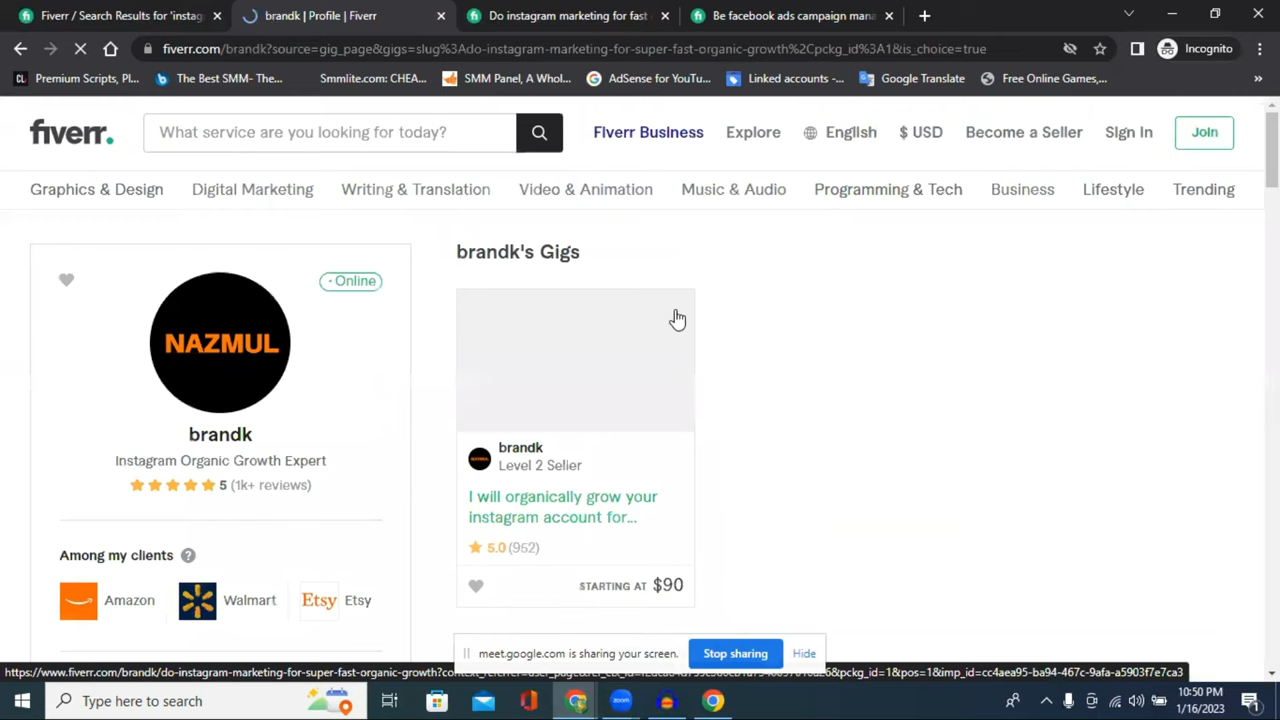 Fiverr / Search Results for 'instag
brandk | Profile | Fiverr
Do instagram marketing for fast
Be facebook ads campaign mana
fiverr.com/brandk?source=gig_page&gigs=slug%3Ado-instagram-marketing-for-super-fast-organic-growth%2Cpckg_id%3A1&is_choice=true
Incognito
Premium Scripts, Pl...
The Best SMM- The...
Smmlite.com: CHEA...
SMM Panel, A Whol...
AdSense for YouTu...
Linked accounts -...
Google Translate
Free Online Games,...
fiverr.
What service are you looking for today?
Fiverr Business
Explore
English
$ USD
Become a Seller
Sign In
Join
Graphics & Design
Digital Marketing
Writing & Translation
Video & Animation
Music & Audio
Programming & Tech
Business
Lifestyle
Trending
Online
NAZMUL
brandk
Instagram Organic Growth Expert
5 (1k+ reviews)
Among my clients ?
Amazon
Walmart
Etsy Etsy
brandk's Gigs
brandk
Level 2 Seller
I will organically grow your
instagram account for...
5.0 (952)
STARTING AT $90
meet.google.com is sharing your screen.
Stop sharing
Hide
Type here to search
zoom
10:50 PM
1/16/2023